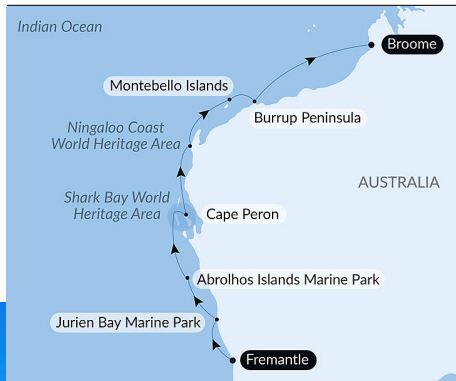 Indian Ocean
Broome
Montebello Islands
Burrup Peninsula
Ningaloo Coast
World Heritage Area
AUSTRALIA
Shark Bay World
Heritage Area
Cape Peron
Abrolhos Islands Marine Park
Jurien Bay Marine Park
Fremantle